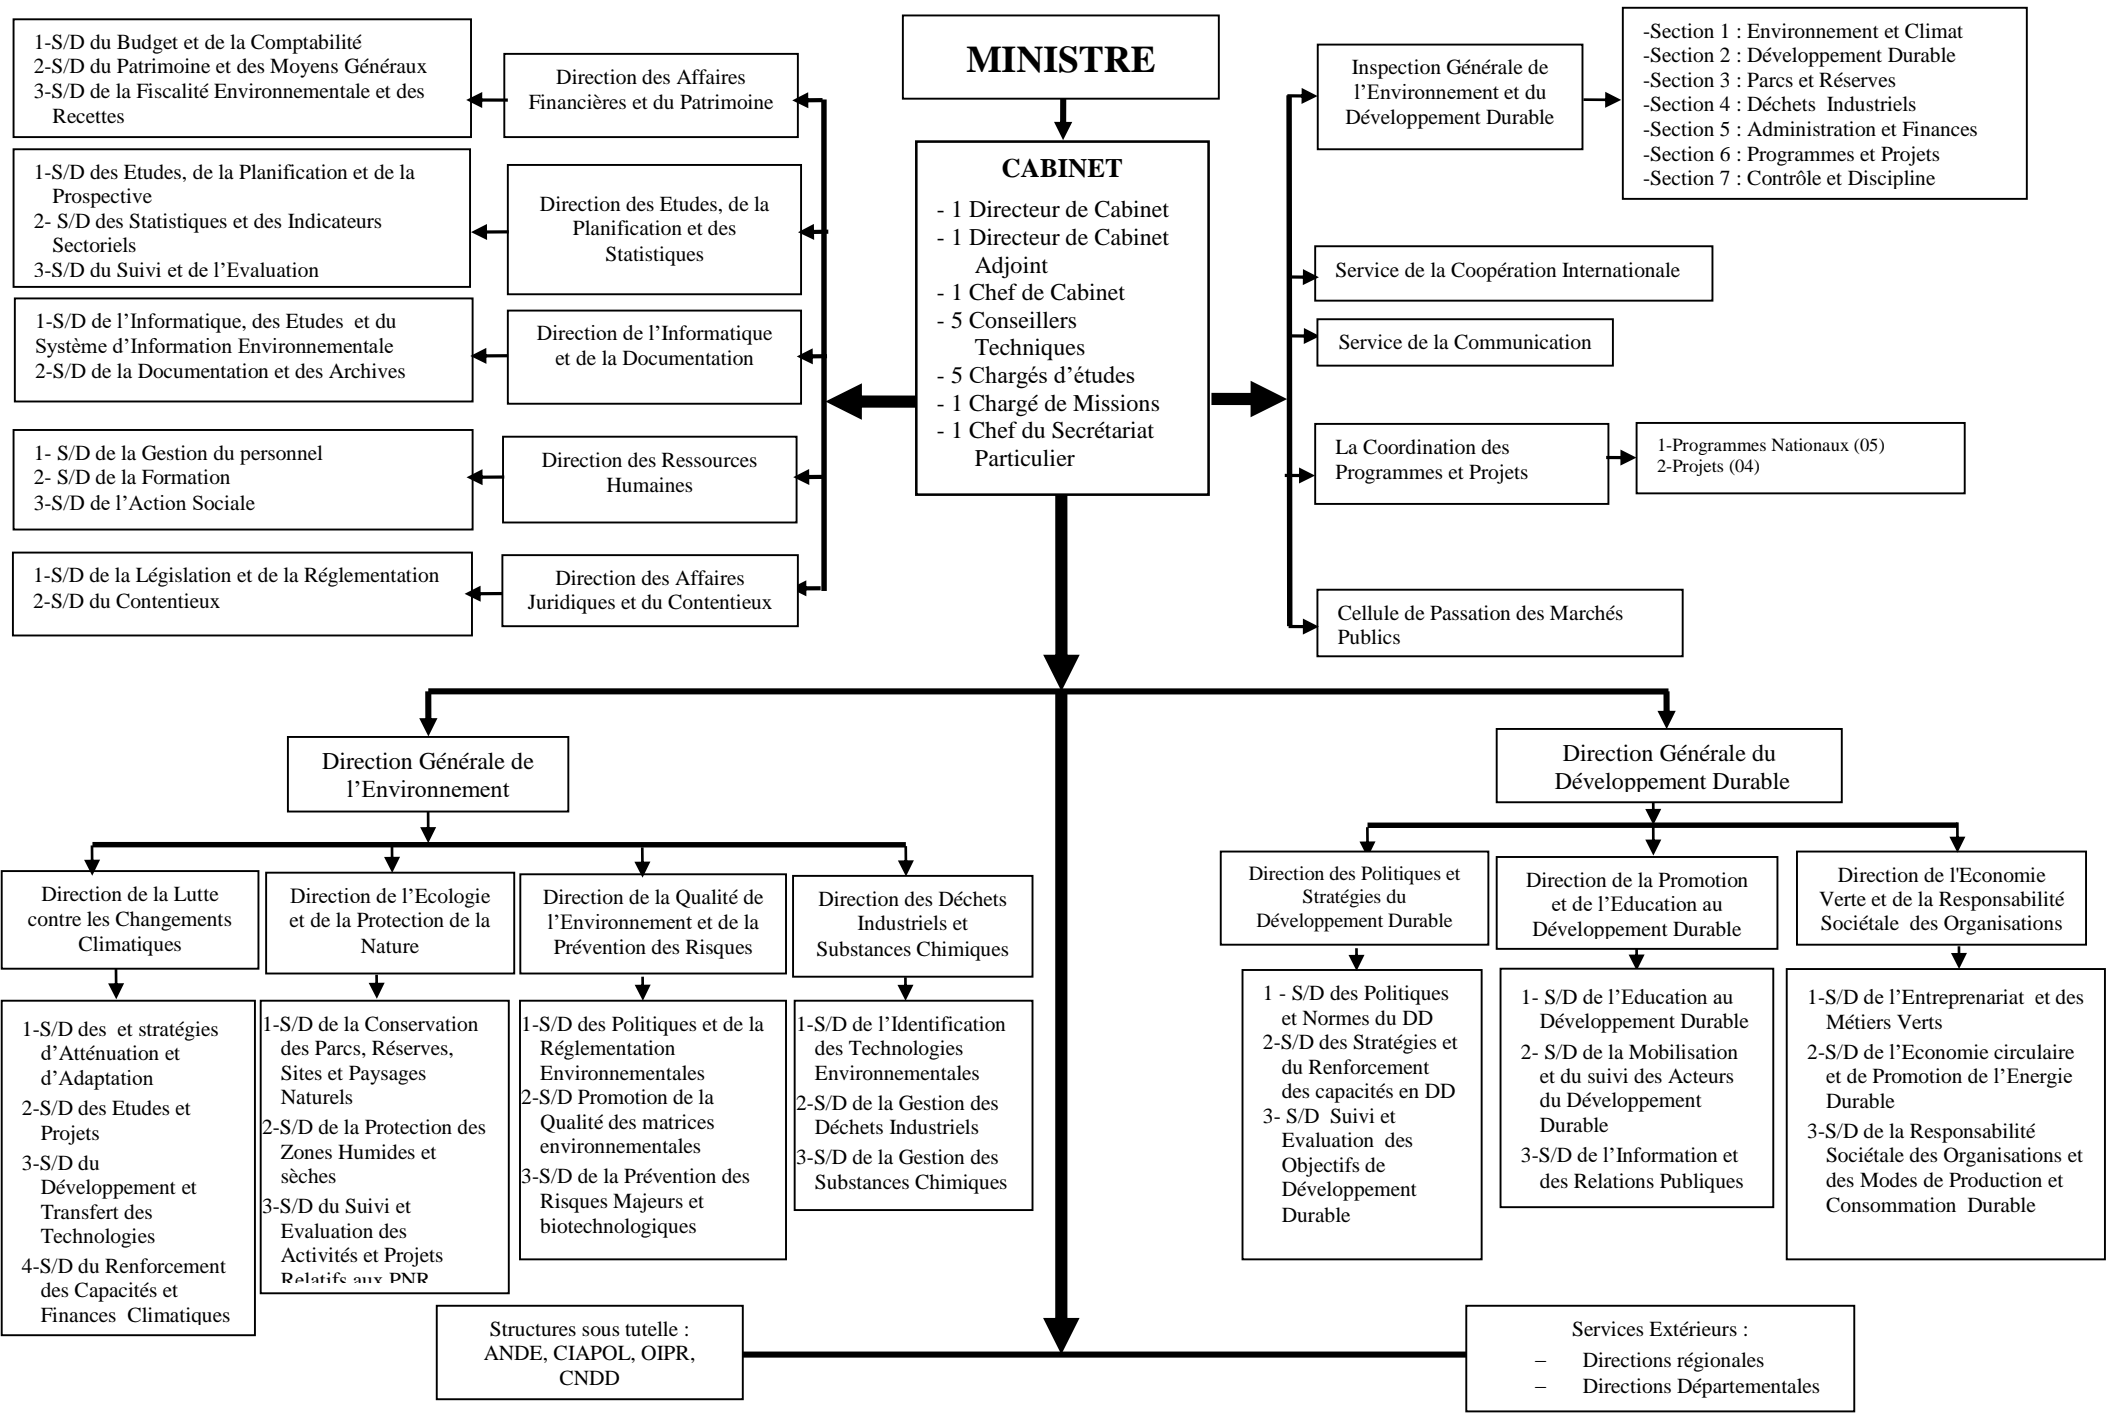 MINISTRE
CABINET
- 1 Directeur de Cabinet
- 1 Directeur de Cabinet
Adjoint
- 1 Chef de Cabinet
- 5 Conseillers
Techniques
- 5 Chargés d’études
- 1 Chargé de Missions
- 1 Chef du Secrétariat
Particulier
1-S/D du Budget et de la Comptabilité
2-S/D du Patrimoine et des Moyens Généraux
3-S/D de la Fiscalité Environnementale et des
Recettes
Direction des Affaires
Financières et du Patrimoine
1-S/D des Etudes, de la Planification et de la
Prospective
2- S/D des Statistiques et des Indicateurs
Sectoriels
3-S/D du Suivi et de l’Evaluation
Direction des Etudes, de la
Planification et des
Statistiques
1-S/D de l’Informatique, des Etudes et du
Système d’Information Environnementale
2-S/D de la Documentation et des Archives
Direction de l’Informatique
et de la Documentation
1- S/D de la Gestion du personnel
2- S/D de la Formation
3-S/D de l’Action Sociale
Direction des Ressources
Humaines
1-S/D de la Législation et de la Réglementation
2-S/D du Contentieux
Direction des Affaires
Juridiques et du Contentieux
Inspection Générale de
l’Environnement et du
Développement Durable
-Section 1 : Environnement et Climat
-Section 2 : Développement Durable
-Section 3 : Parcs et Réserves
-Section 4 : Déchets Industriels
-Section 5 : Administration et Finances
-Section 6 : Programmes et Projets
-Section 7 : Contrôle et Discipline
Service de la Coopération Internationale
Service de la Communication
La Coordination des
Programmes et Projets
1-Programmes Nationaux (05)
2-Projets (04)
Cellule de Passation des Marchés
Publics
Direction Générale de
l’Environnement
Direction Générale du
Développement Durable
Direction de la Lutte
contre les Changements
Climatiques
Direction de l’Ecologie
et de la Protection de la
Nature
Direction de la Qualité de
l’Environnement et de la
Prévention des Risques
Direction des Déchets
Industriels et
Substances Chimiques
Direction des Politiques et
Stratégies du
Développement Durable
Direction de la Promotion
et de l’Education au
Développement Durable
Direction de l'Economie
Verte et de la Responsabilité
Sociétale des Organisations
1-S/D des et stratégies
d’Atténuation et
d’Adaptation
2-S/D des Etudes et
Projets
3-S/D du
Développement et
Transfert des
Technologies
4-S/D du Renforcement
des Capacités et
Finances Climatiques
1-S/D de la Conservation
des Parcs, Réserves,
Sites et Paysages
Naturels
2-S/D de la Protection des
Zones Humides et
sèches
3-S/D du Suivi et
Evaluation des
Activités et Projets
Relatifs aux PNR
1-S/D des Politiques et de la
Réglementation
Environnementales
2-S/D Promotion de la
Qualité des matrices
environnementales
3-S/D de la Prévention des
Risques Majeurs et
biotechnologiques
1-S/D de l’Identification
des Technologies
Environnementales
2-S/D de la Gestion des
Déchets Industriels
3-S/D de la Gestion des
Substances Chimiques
1 - S/D des Politiques
et Normes du DD
2-S/D des Stratégies et
du Renforcement
des capacités en DD
3- S/D Suivi et
Evaluation des
Objectifs de
Développement
Durable
1- S/D de l’Education au
Développement Durable
2- S/D de la Mobilisation
et du suivi des Acteurs
du Développement
Durable
3-S/D de l’Information et
des Relations Publiques
1-S/D de l’Entreprenariat et des
Métiers Verts
2-S/D de l’Economie circulaire
et de Promotion de l’Energie
Durable
3-S/D de la Responsabilité
Sociétale des Organisations et
des Modes de Production et
Consommation Durable
Structures sous tutelle :
ANDE, CIAPOL, OIPR,
CNDD
Services Extérieurs :
– Directions régionales
– Directions Départementales